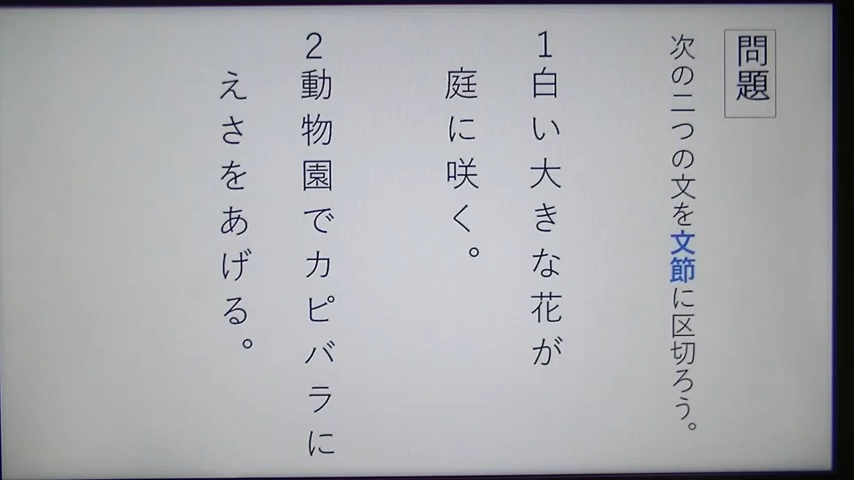 問題
次の二つの文を文節に区切ろう。
1白い大きな花が
庭に咲く。
2動物園でカピバラに
えさをあげる。